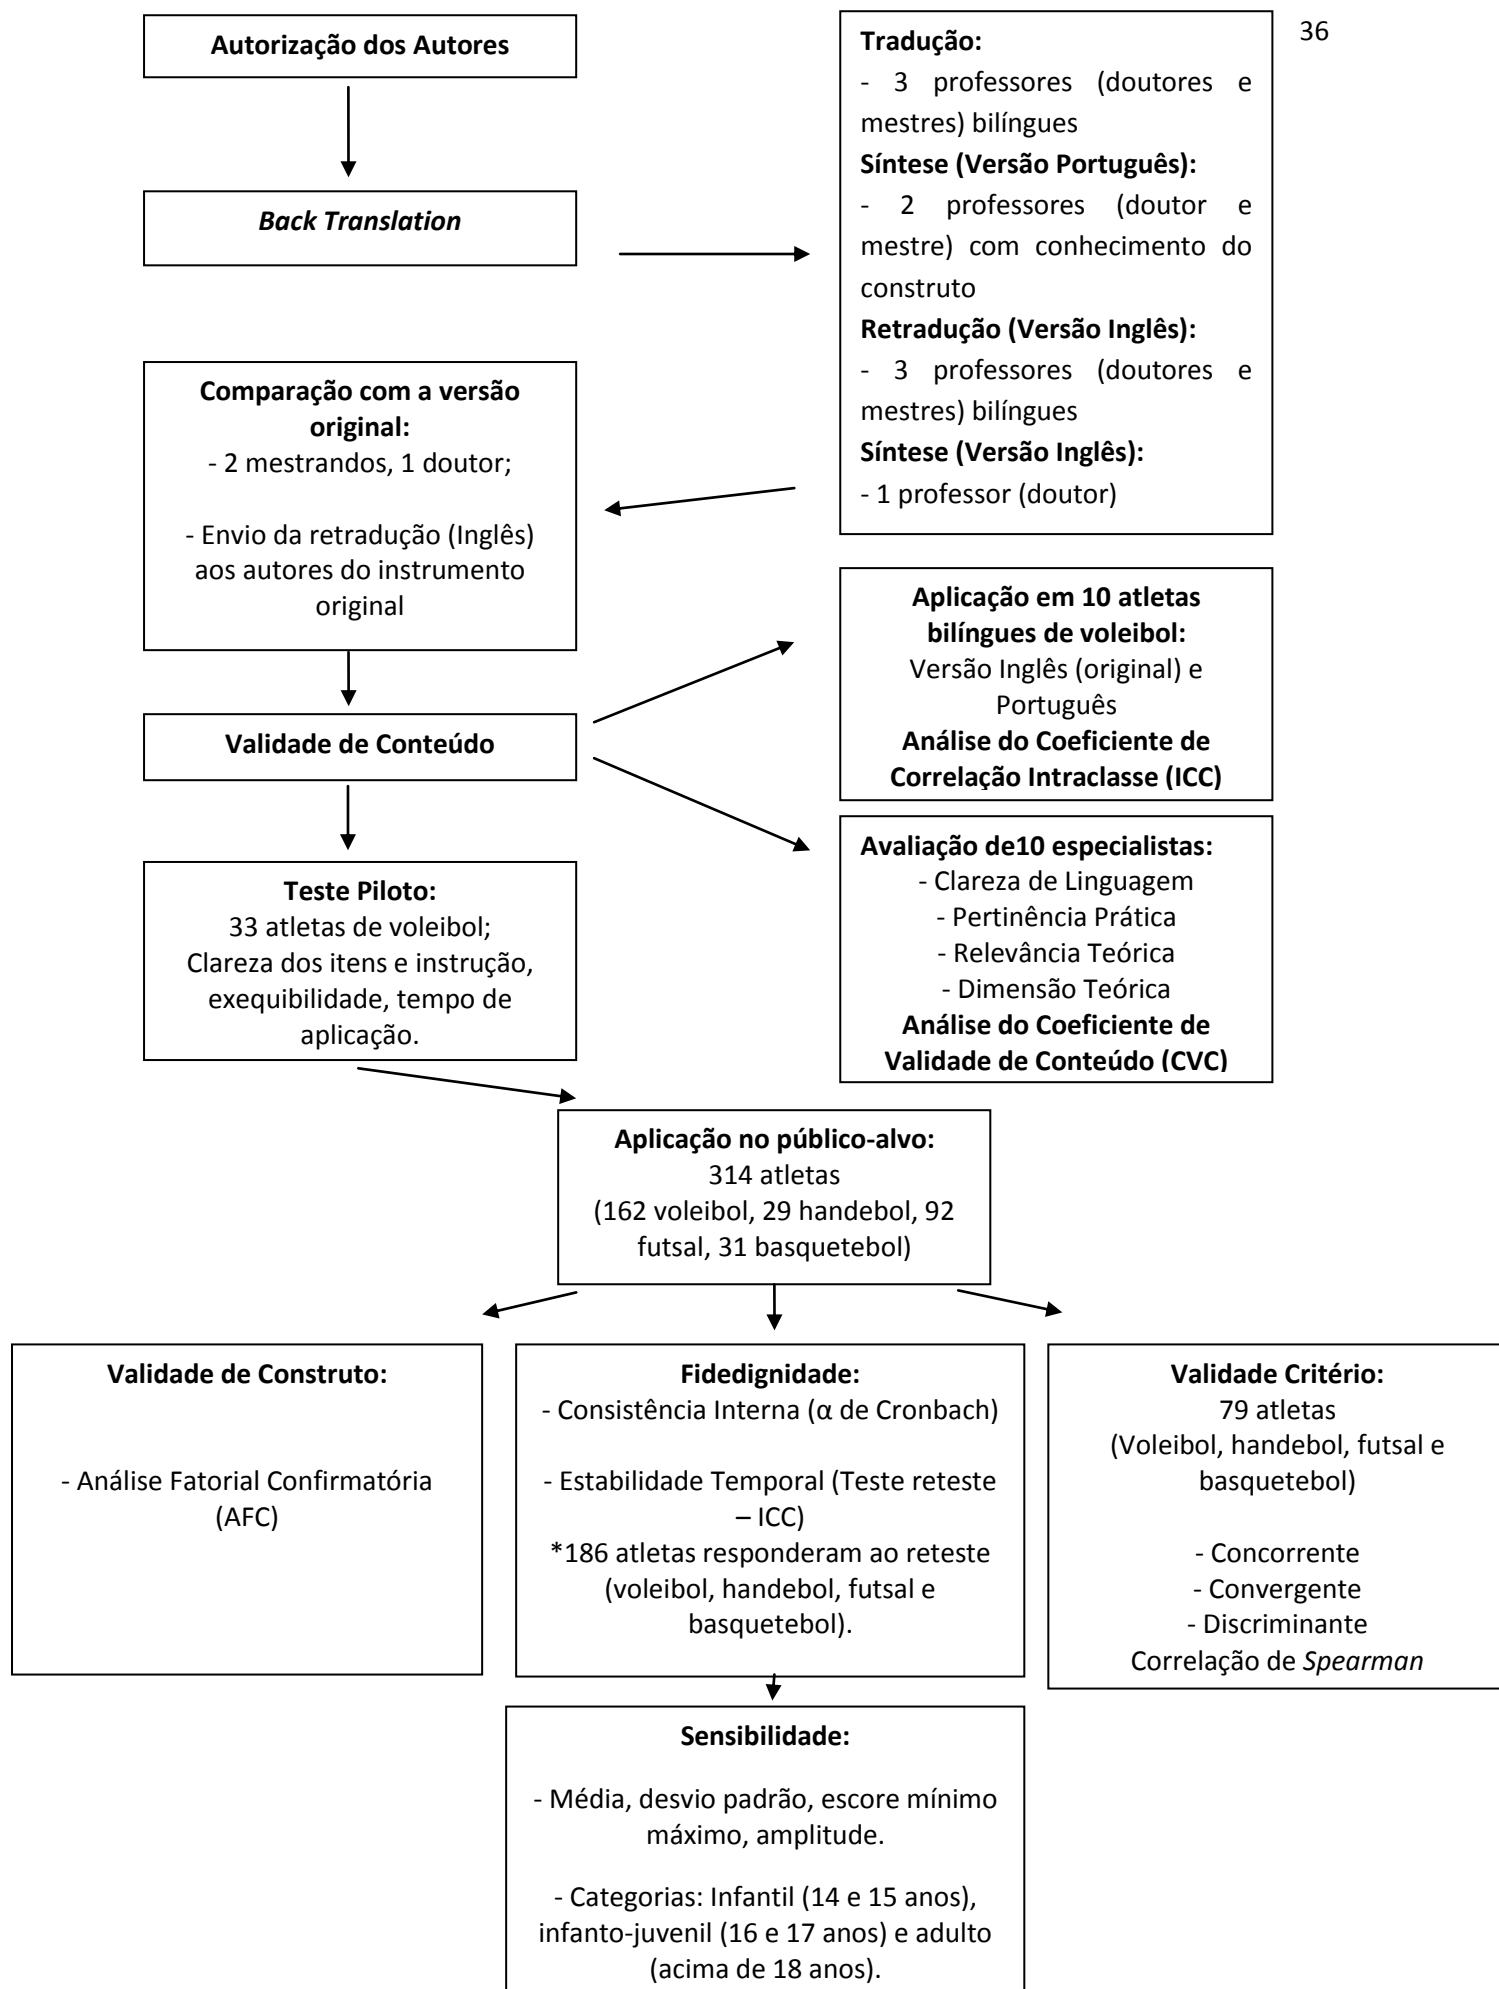 36
Autorização dos Autores
Back Translation
Tradução:
- 3 professores (doutores e
mestres) bilíngues
Síntese (Versão Português):
- 2 professores (doutor e
mestre) com conhecimento do
construto
Retradução (Versão Inglês):
- 3 professores (doutores e
mestres) bilíngues
Síntese (Versão Inglês):
- 1 professor (doutor)
Comparação com a versão
original:
- 2 mestrandos, 1 doutor;
- Envio da retradução (Inglês)
aos autores do instrumento
original
Validade de Conteúdo
Aplicação em 10 atletas
bilíngues de voleibol:
Versão Inglês (original) e
Português
Análise do Coeficiente de
Correlação Intraclasse (ICC)
Avaliação de10 especialistas:
- Clareza de Linguagem
- Pertinência Prática
- Relevância Teórica
- Dimensão Teórica
Análise do Coeficiente de
Validade de Conteúdo (CVC)
Teste Piloto:
33 atletas de voleibol;
Clareza dos itens e instrução,
exequibilidade, tempo de
aplicação.
Aplicação no público-alvo:
314 atletas
(162 voleibol, 29 handebol, 92
futsal, 31 basquetebol)
Validade de Construto:
- Análise Fatorial Confirmatória
(AFC)
Fidedignidade:
- Consistência Interna (α de Cronbach)
- Estabilidade Temporal (Teste reteste
– ICC)
*186 atletas responderam ao reteste
(voleibol, handebol, futsal e
basquetebol).
Validade Critério:
79 atletas
(Voleibol, handebol, futsal e
basquetebol)
- Concorrente
- Convergente
- Discriminante
Correlação de Spearman
Sensibilidade:
- Média, desvio padrão, escore mínimo
máximo, amplitude.
- Categorias: Infantil (14 e 15 anos),
infanto-juvenil (16 e 17 anos) e adulto
(acima de 18 anos).